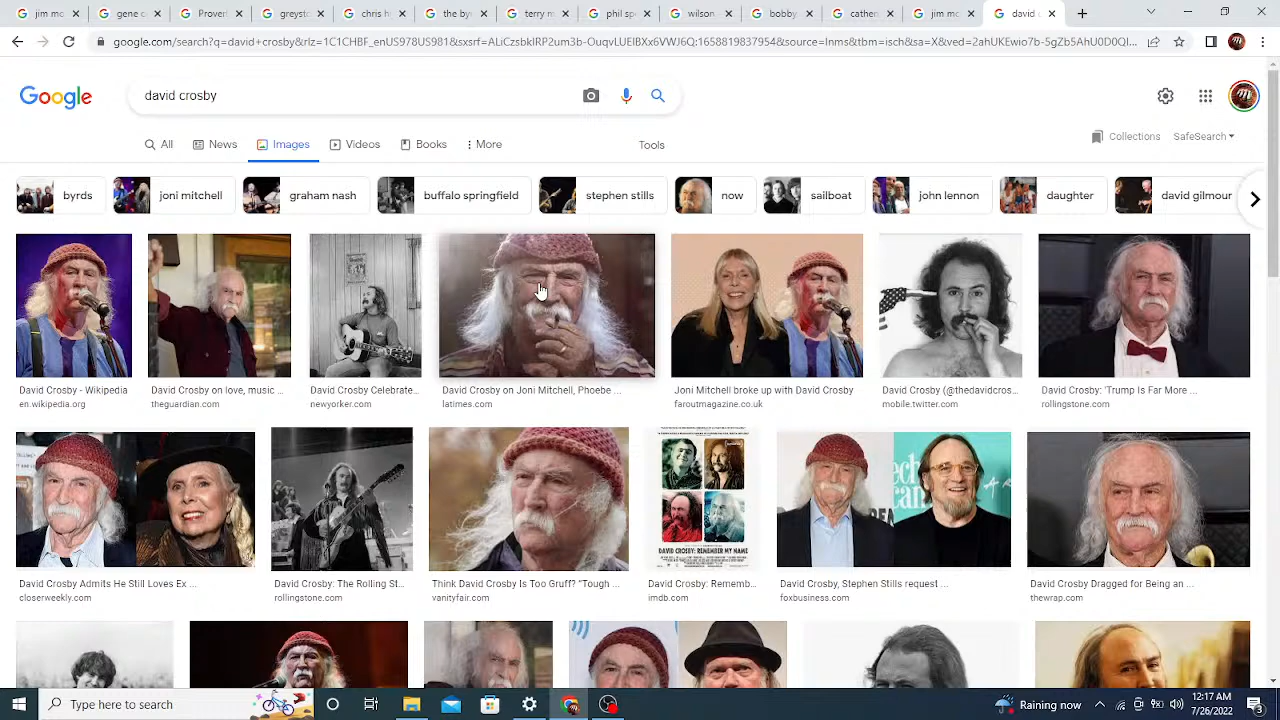 jim mc
gene c
Prover
greyst
chris h
the by
terry m
phil sp
wilson
bobby
cather
jim mc
david c
google.com/search?q=david+crosby&rlz=1C1CHBF_enUS978US981&sxsrf=ALiCzsbklRP2um3b-OuqvLUEIBXx6VWJ6Q:1658819837954&source=lnms&tbm=isch&sa=X&ved=2ahUKEwio7b-5gZb5AhU0D0QI...
Google
david crosby
All
News
Images
Videos
Books
More
Tools
Collections
SafeSearch
byrds
joni mitchell
graham nash
buffalo springfield
stephen stills
now
sailboat
john lennon
daughter
david gilmour
David Crosby - Wikipedia
David Crosby on love, music ...
David Crosby Celebrate...
David Crosby on Joni Mitchell, Phoebe ...
Joni Mitchell broke up with David Crosby
David Crosby (@thedavidcros...
David Crosby: 'Trump Is Far More ...
en.wikipedia.org
theguardian.com
newyorker.com
latimes.com
faroutmagazine.co.uk
mobile.twitter.com
rollingstone.com
DAVID CROSBY: REMEMBER MY NAME
David Crosby Admits He Still Loves Ex ...
David Crosby: The Rolling St...
Think David Crosby Is Too Gruff? "Tough ...
David Crosby: Rememb...
David Crosby, Stephen Stills request ...
David Crosby Dragged for Being an ...
closerweekly.com
rollingstone.com
vanityfair.com
imdb.com
foxbusiness.com
thewrap.com
Type here to search
Raining now
12:17 AM
7/26/2022